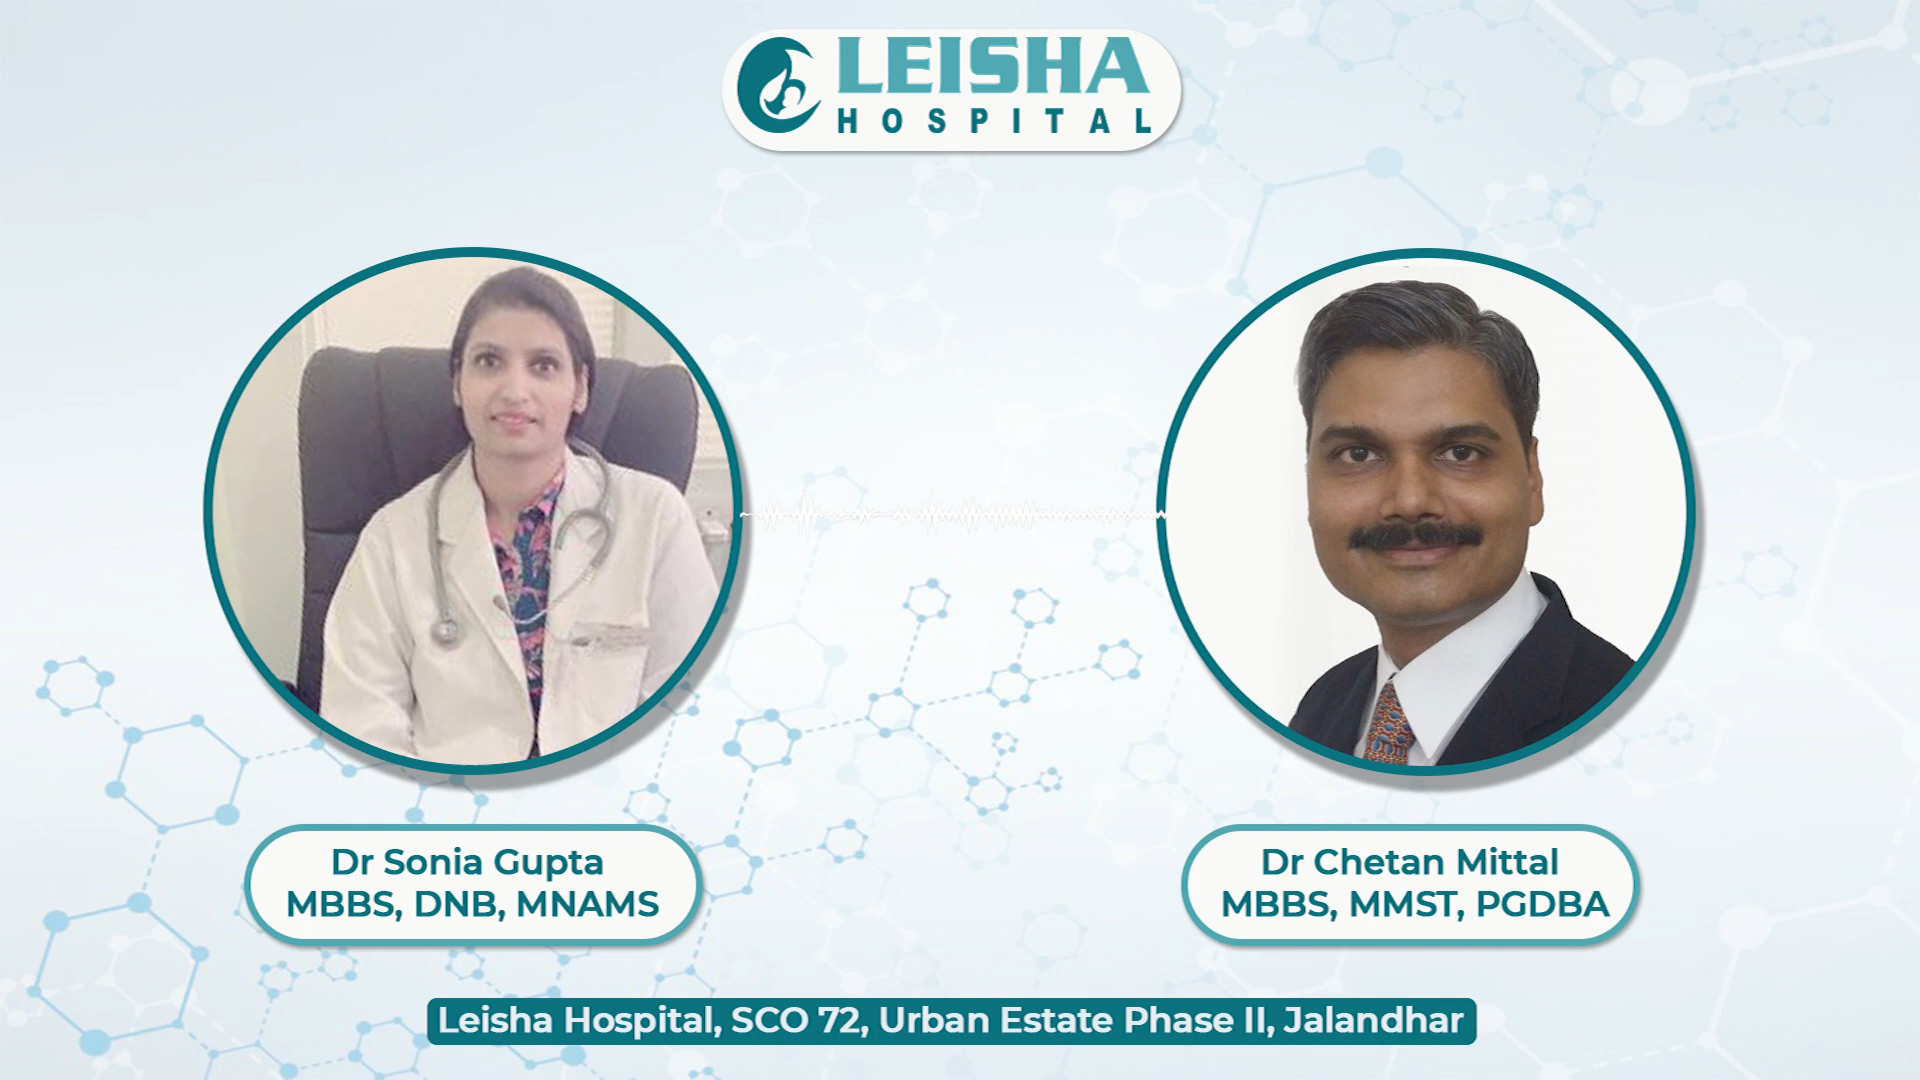 LEISHA
HOSPITAL
Dr Sonia Gupta
MBBS, DNB, MNAMS
Dr Chetan Mittal
MBBS, MMST, PGDBA
Leisha Hospital, SCO 72, Urban Estate Phase II, Jalandhar